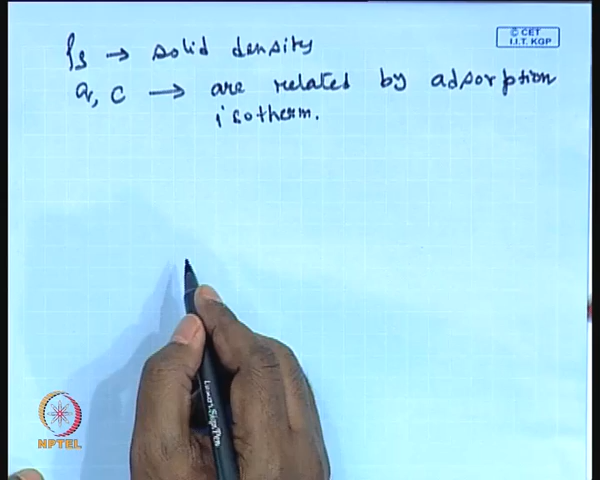 ρs → solid density
© CET
I.I.T. KGP
q, c → are related by adsorption
isotherm.
NPTEL